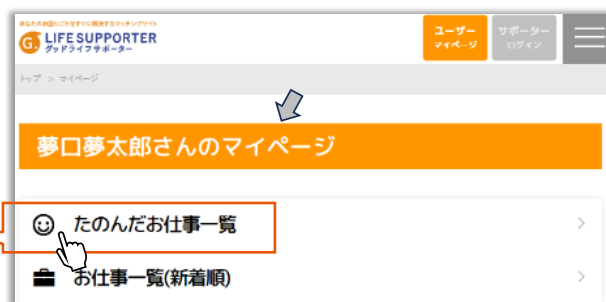 あなたのお困りごとをすぐに解決するマッチングサイト
G. LIFE SUPPORTER
グッドライフサポーター
ユーザー
マイページ
サポーター
ログイン
トップ > マイページ
夢口夢太郎さんのマイページ
たのんだお仕事一覧
お仕事一覧(新着順)